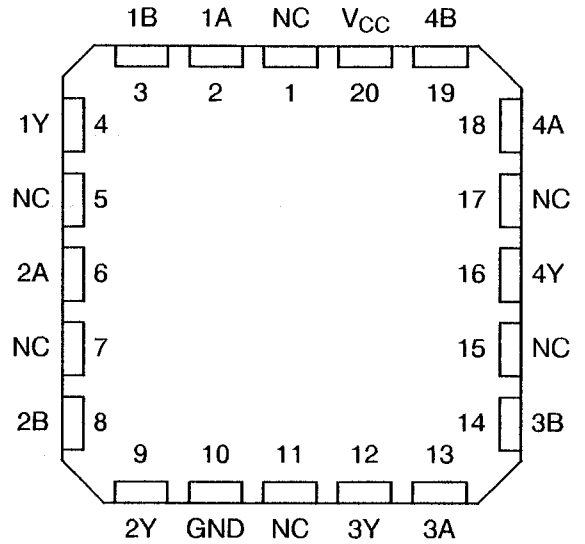 1B 1A NC VCC 4B
3 2 1 20 19
1Y 4 18 4A
NC 5 17 NC
2A 6 16 4Y
NC 7 15 NC
2B 8 14 3B
9 10 11 12 13
2Y GND NC 3Y 3A